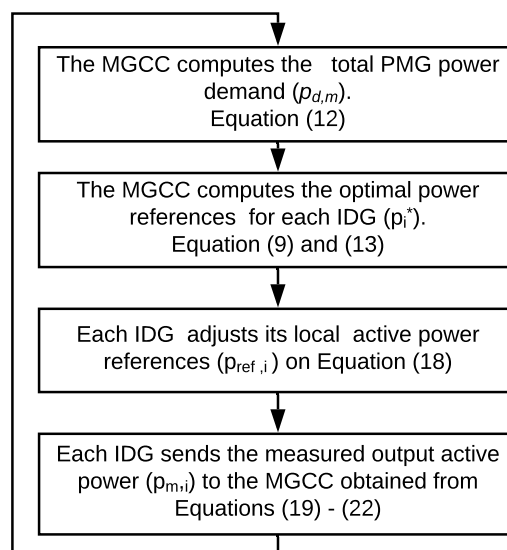 The MGCC computes the total PMG power
demand (p_{d,m}).
Equation (12)
The MGCC computes the optimal power
references for each IDG (p_i^*).
Equation (9) and (13)
Each IDG adjusts its local active power
references (p_{ref ,i} ) on Equation (18)
Each IDG sends the measured output active
power (p_{m,i}) to the MGCC obtained from
Equations (19) - (22)